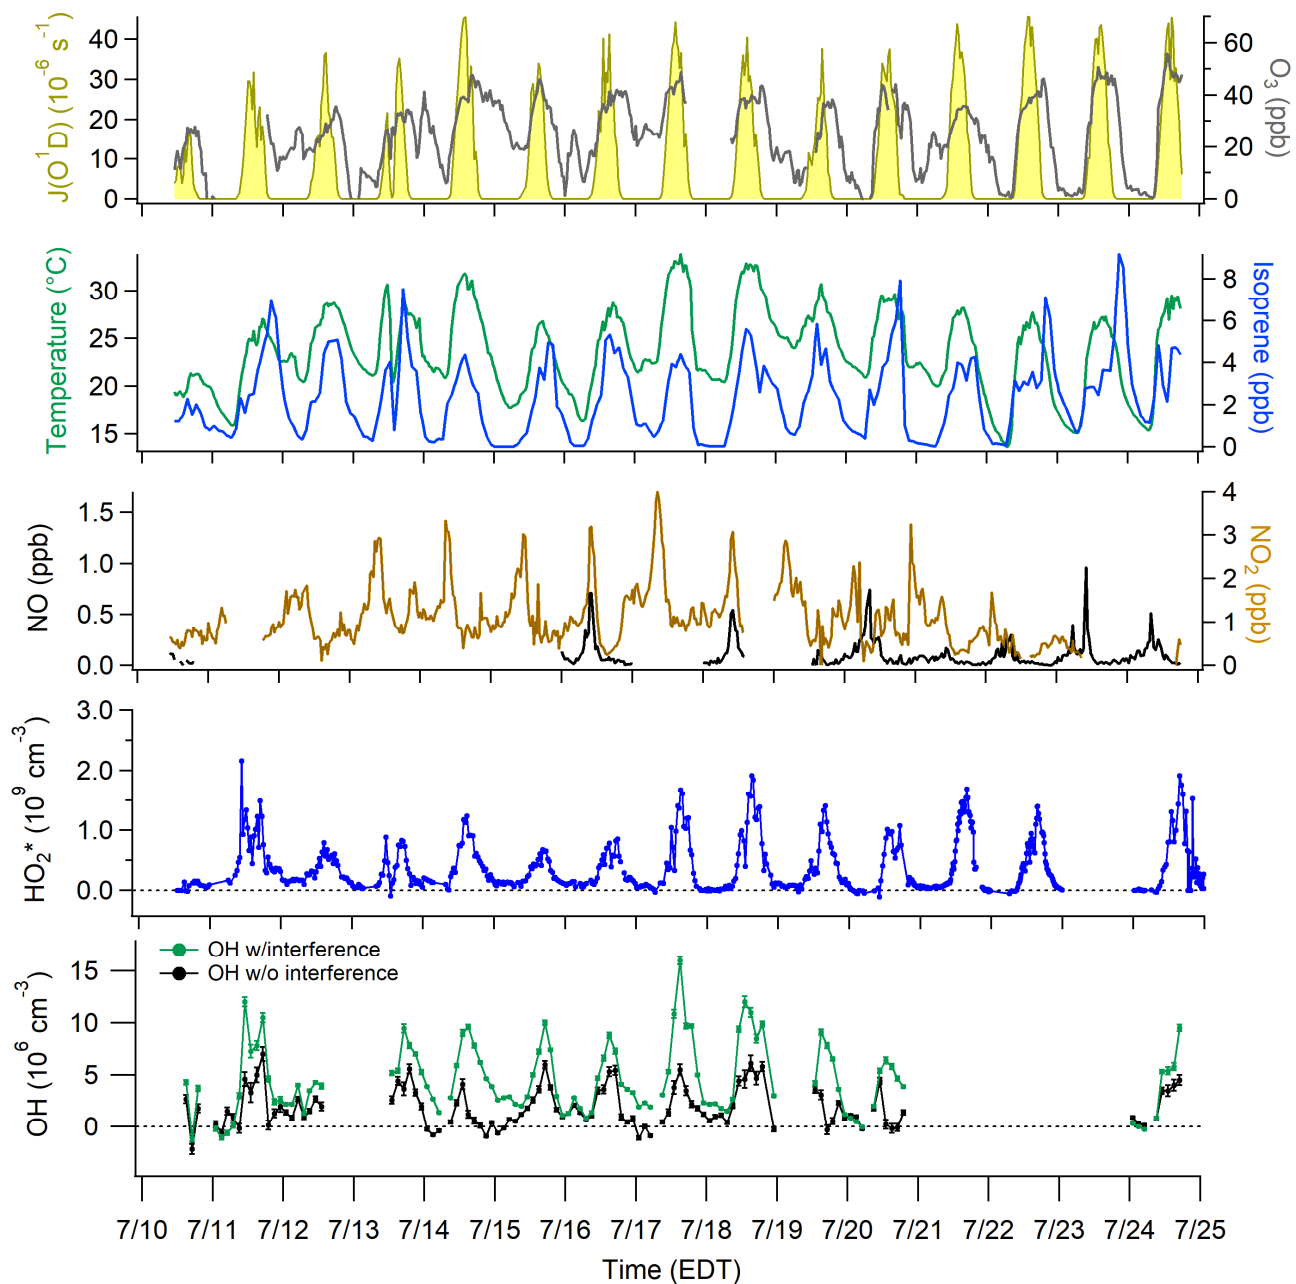 J(O¹D) (10⁻⁶ s⁻¹)
40
30
20
10
0
60
40
20
0
O₃ (ppb)
Temperature (°C)
30
25
20
15
8
6
4
2
0
Isoprene (ppb)
NO (ppb)
1.5
1.0
0.5
0.0
4
3
2
1
0
NO₂ (ppb)
HO₂* (10⁹ cm⁻³)
3.0
2.0
1.0
0.0
OH (10⁶ cm⁻³)
15
10
5
0
OH w/interference
OH w/o interference
7/10 7/11 7/12 7/13 7/14 7/15 7/16 7/17 7/18 7/19 7/20 7/21 7/22 7/23 7/24 7/25
Time (EDT)